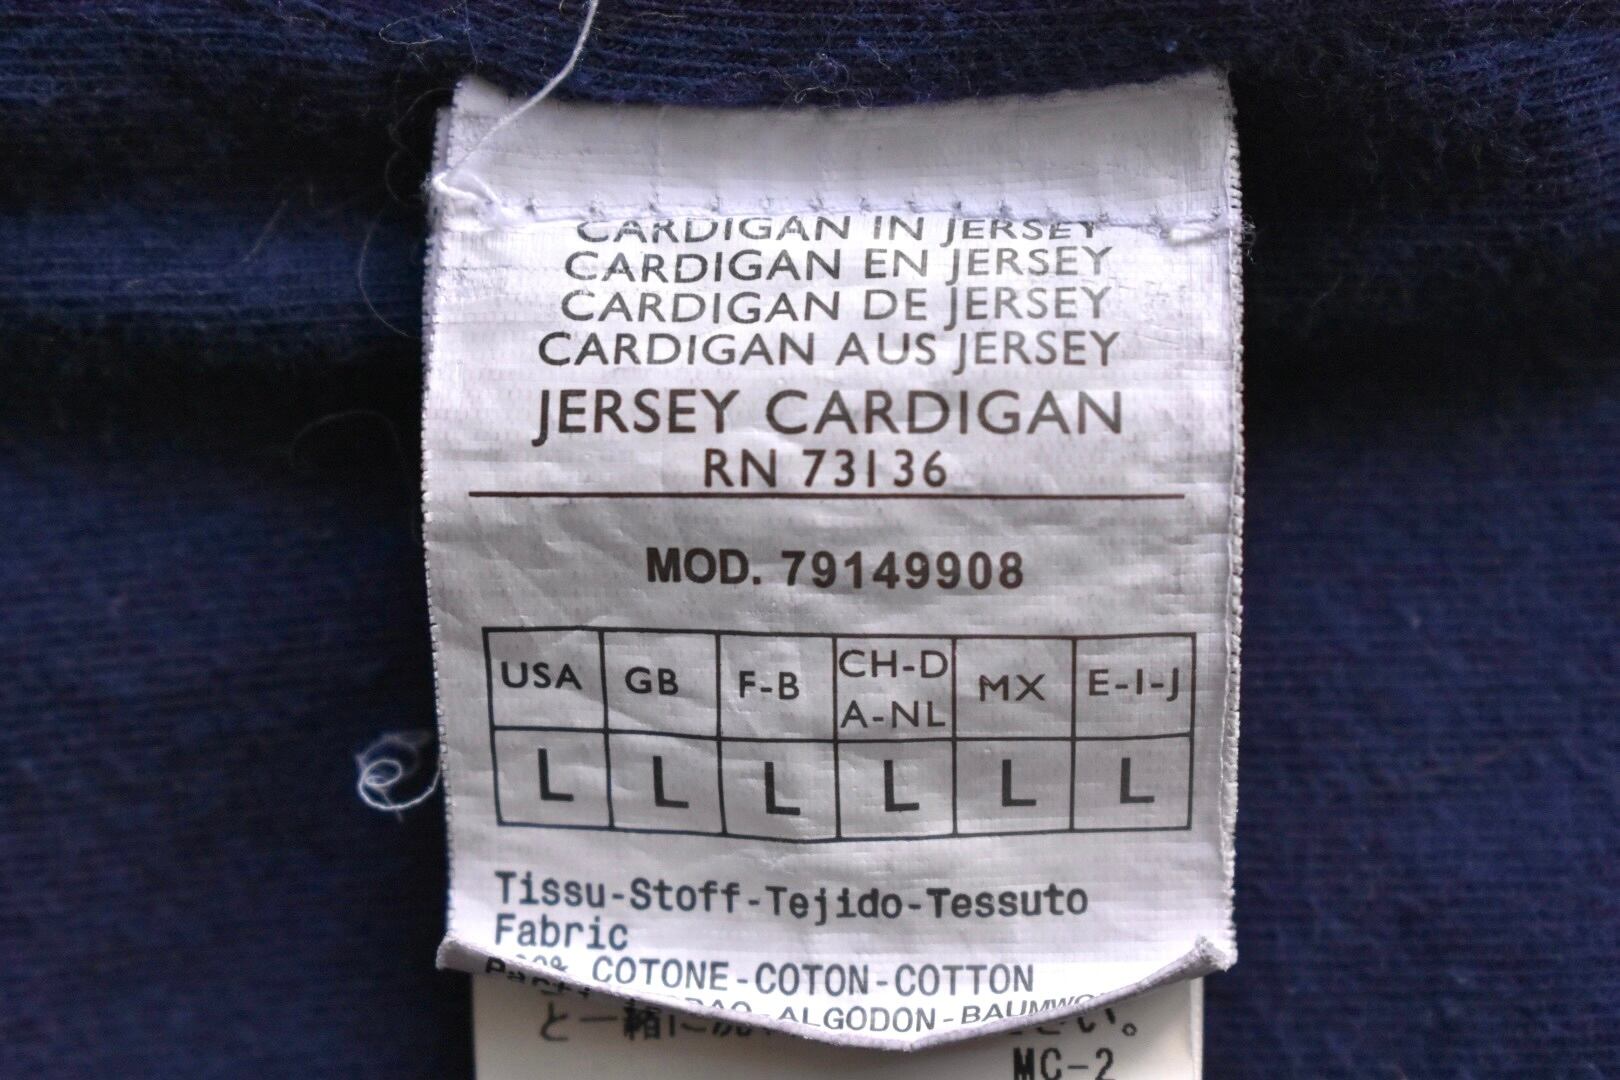 CARDIGAN IN JERSEY
CARDIGAN EN JERSEY
CARDIGAN DE JERSEY
CARDIGAN AUS JERSEY
JERSEY CARDIGAN
RN 73136
MOD. 79149908
USA GB F-B CH-D A-NL MX E-I-J
L L L L L L
Tissu-Stoff-Tejido-Tessuto
Fabric
COTONE-COTON-COTTON
ALGODON-
MC-2